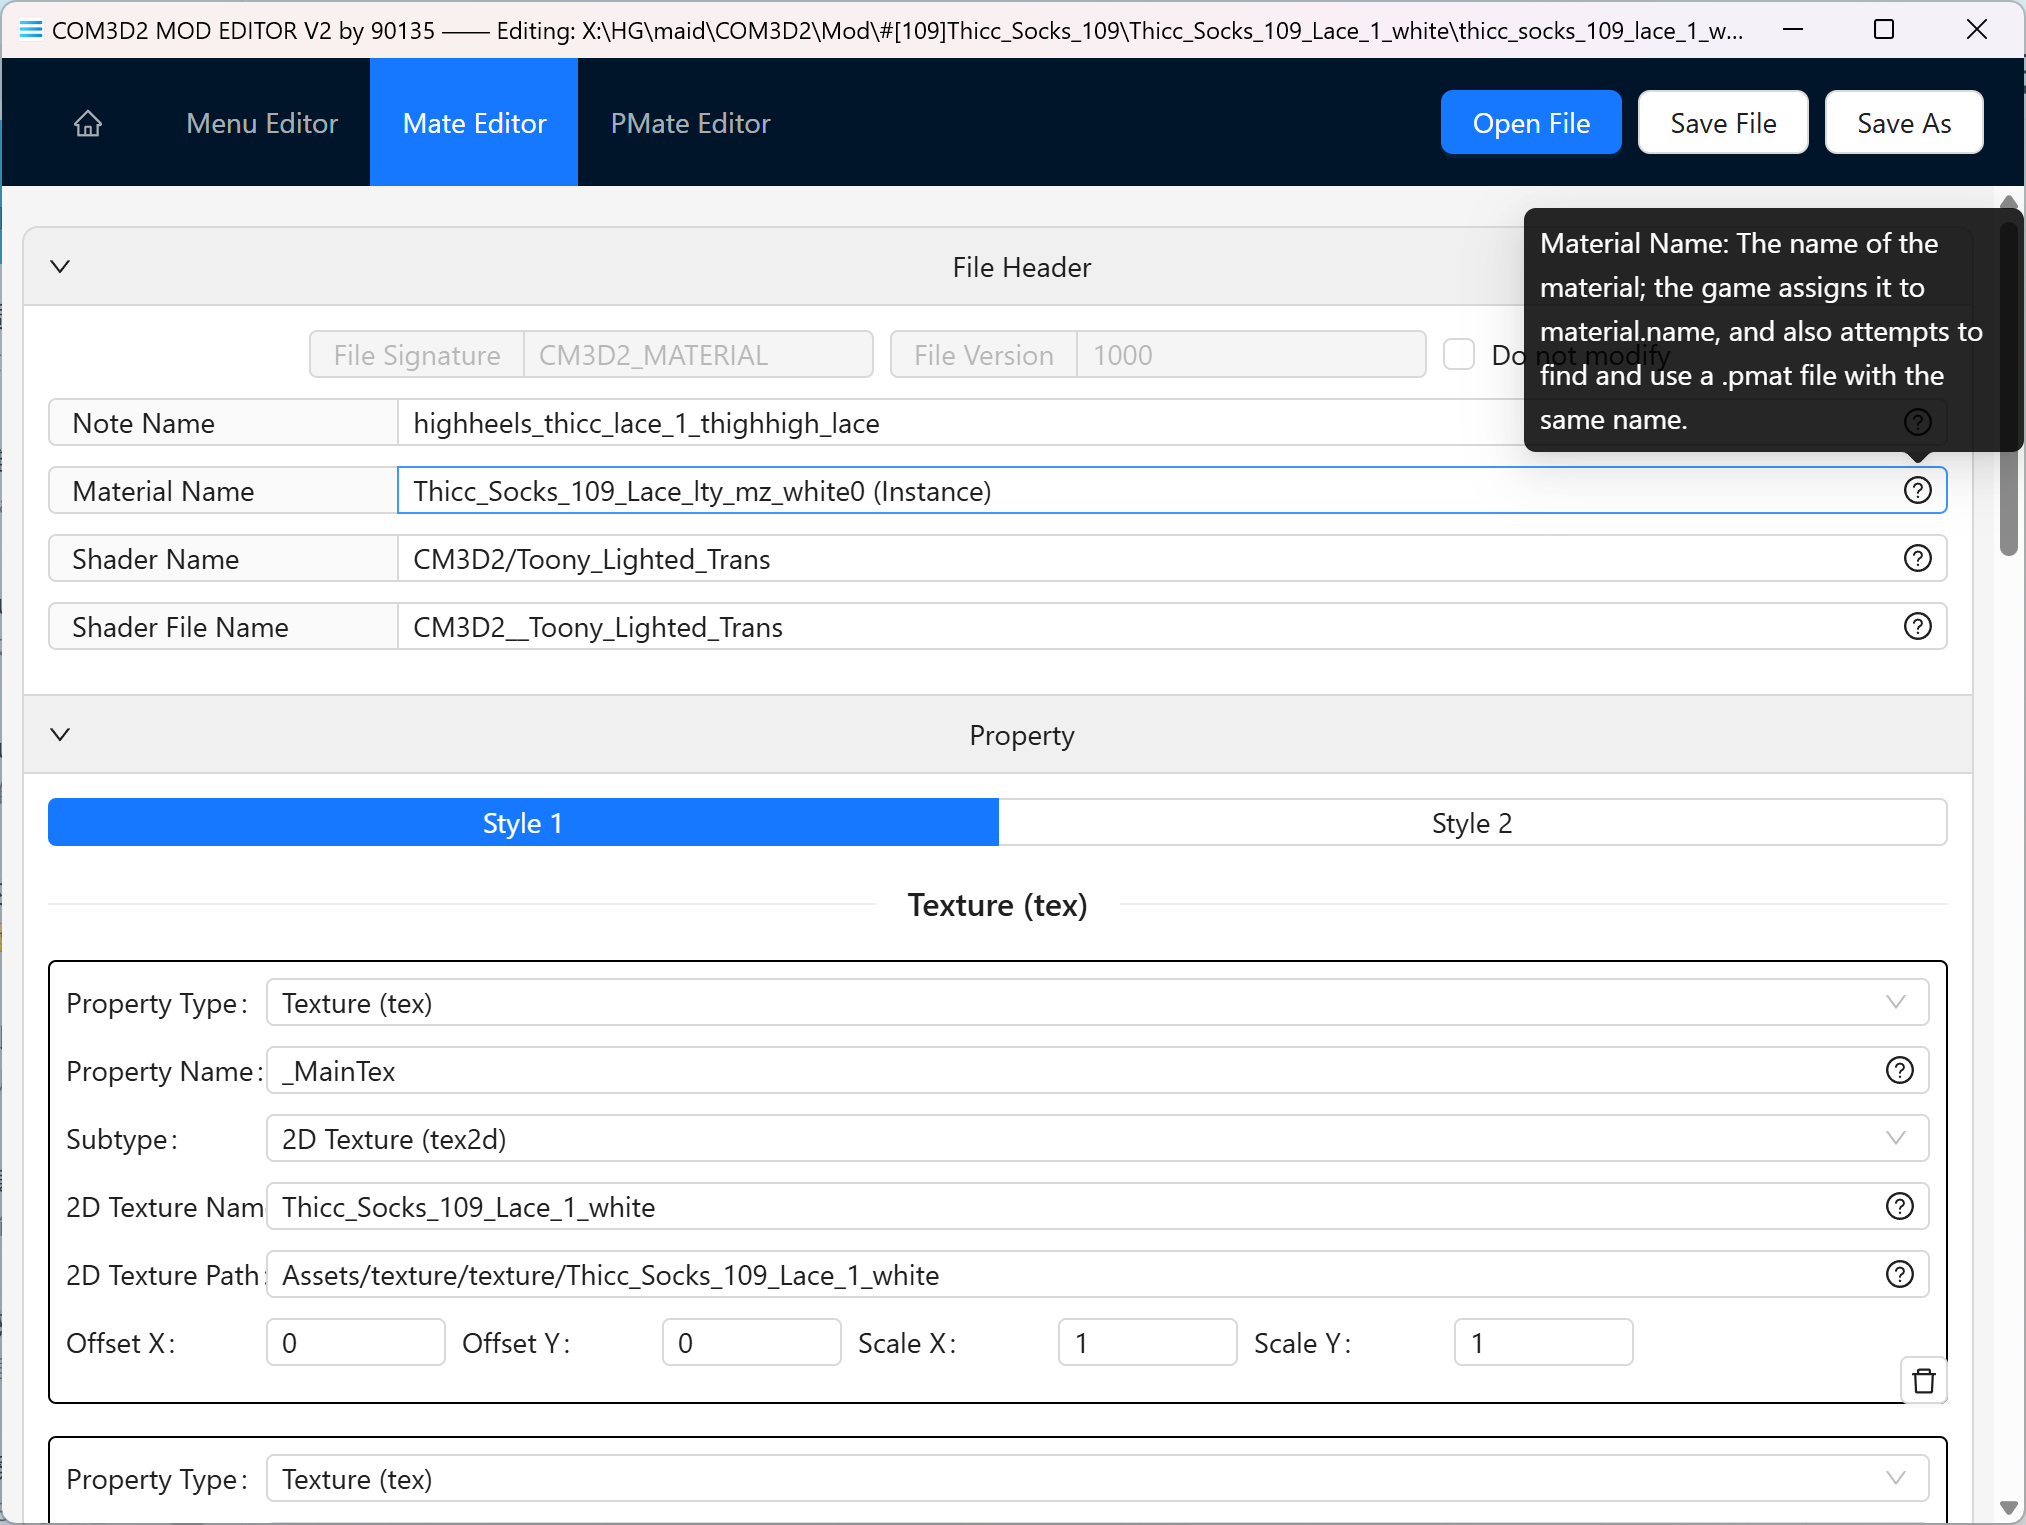 COM3D2 MOD EDITOR V2 by 90135 —— Editing: X:\HG\maid\COM3D2\Mod\#[109]Thicc_Socks_109\Thicc_Socks_109_Lace_1_white\thicc_socks_109_lace_1_w...
Menu Editor
Mate Editor
PMate Editor
Open File
Save File
Save As
File Header
Material Name: The name of the
material; the game assigns it to
material.name, and also attempts to
find and use a .pmat file with the
same name.
File Signature CM3D2_MATERIAL
File Version 1000
Do not modify
Note Name highheels_thicc_lace_1_thighhigh_lace
Material Name Thicc_Socks_109_Lace_lty_mz_white0 (Instance)
Shader Name CM3D2/Toony_Lighted_Trans
Shader File Name CM3D2__Toony_Lighted_Trans
Property
Style 1
Style 2
Texture (tex)
Property Type: Texture (tex)
Property Name: _MainTex
Subtype: 2D Texture (tex2d)
2D Texture Nam Thicc_Socks_109_Lace_1_white
2D Texture Path: Assets/texture/texture/Thicc_Socks_109_Lace_1_white
Offset X: 0 Offset Y: 0 Scale X: 1 Scale Y: 1
Property Type: Texture (tex)